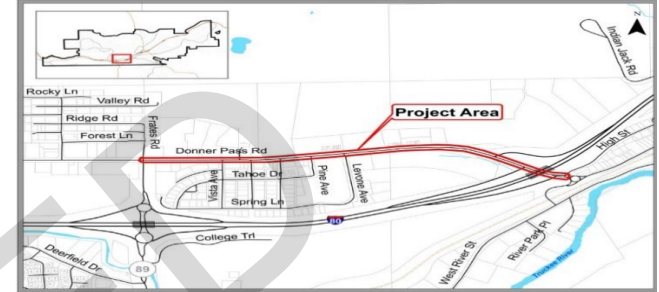 N
Indian Jack Rd
Rocky Ln
Valley Rd
Ridge Rd
Forest Ln
Frates Rd
Project Area
High St
Donner Pass Rd
Tahoe Dr
Vista Ave
Pine Ave
Levone Ave
Spring Ln
80
College Trl
89
Deerfield Dr
West River St
River Park Pl
Truckee River